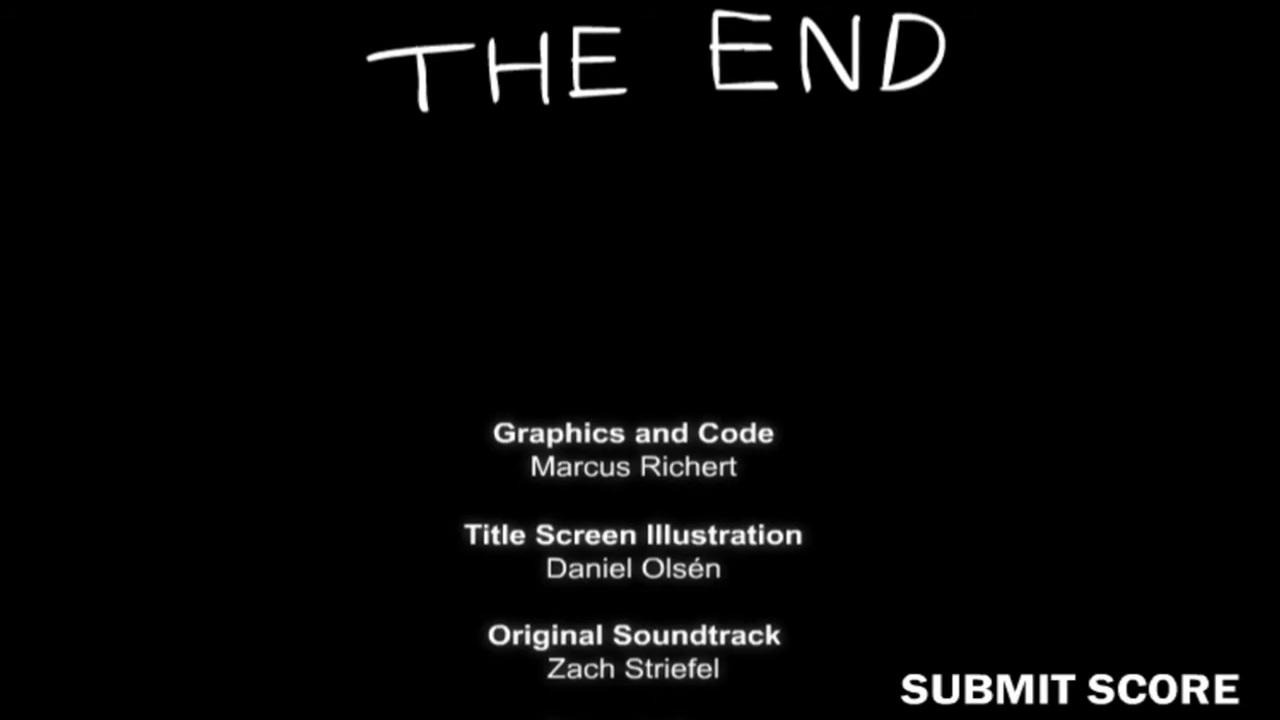 THE END
Graphics and Code
Marcus Richert
Title Screen Illustration
Daniel Olsén
Original Soundtrack
Zach Striefel
SUBMIT SCORE